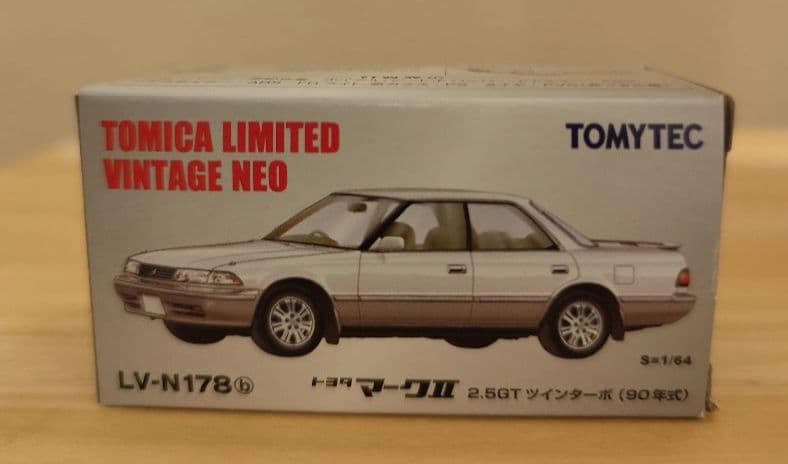 TOMICA LIMITED
VINTAGE NEO
TOMYTEC
S=1/64
LV-N178ⓑ
トヨタ マークII 2.5GT ツインターボ (90年式)